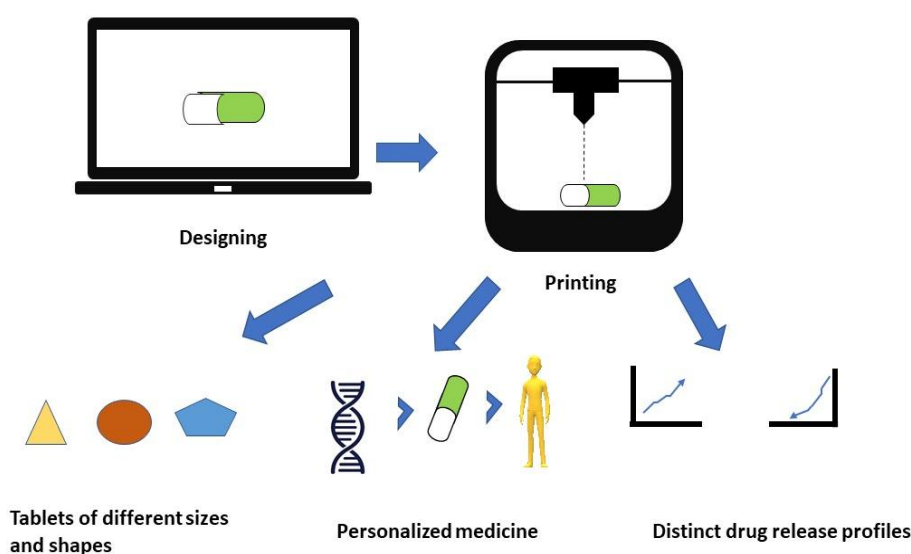 Designing
Printing
Tablets of different sizes
and shapes
Personalized medicine
Distinct drug release profiles